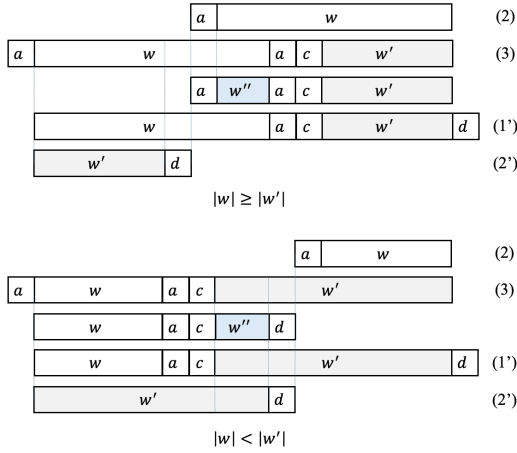 a w (2)
a w a c w′ (3)
a w′′ a c w′
w a c w′ d (1')
w′ d (2')
|w| ≥ |w′|
a w (2)
a w a c w′ (3)
w a c w′′ d
w a c w′ d (1')
w′ d (2')
|w| < |w′|